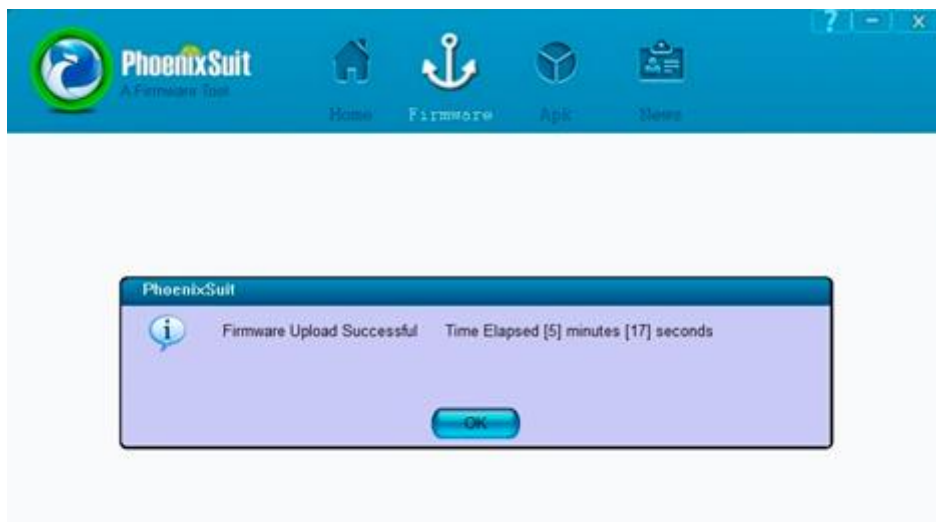 ? - x
PhoenixSuit
A Firmware Tool
Home Firmware Apk News
PhoenixSuit
i Firmware Upload Successful Time Elapsed [5] minutes [17] seconds
OK